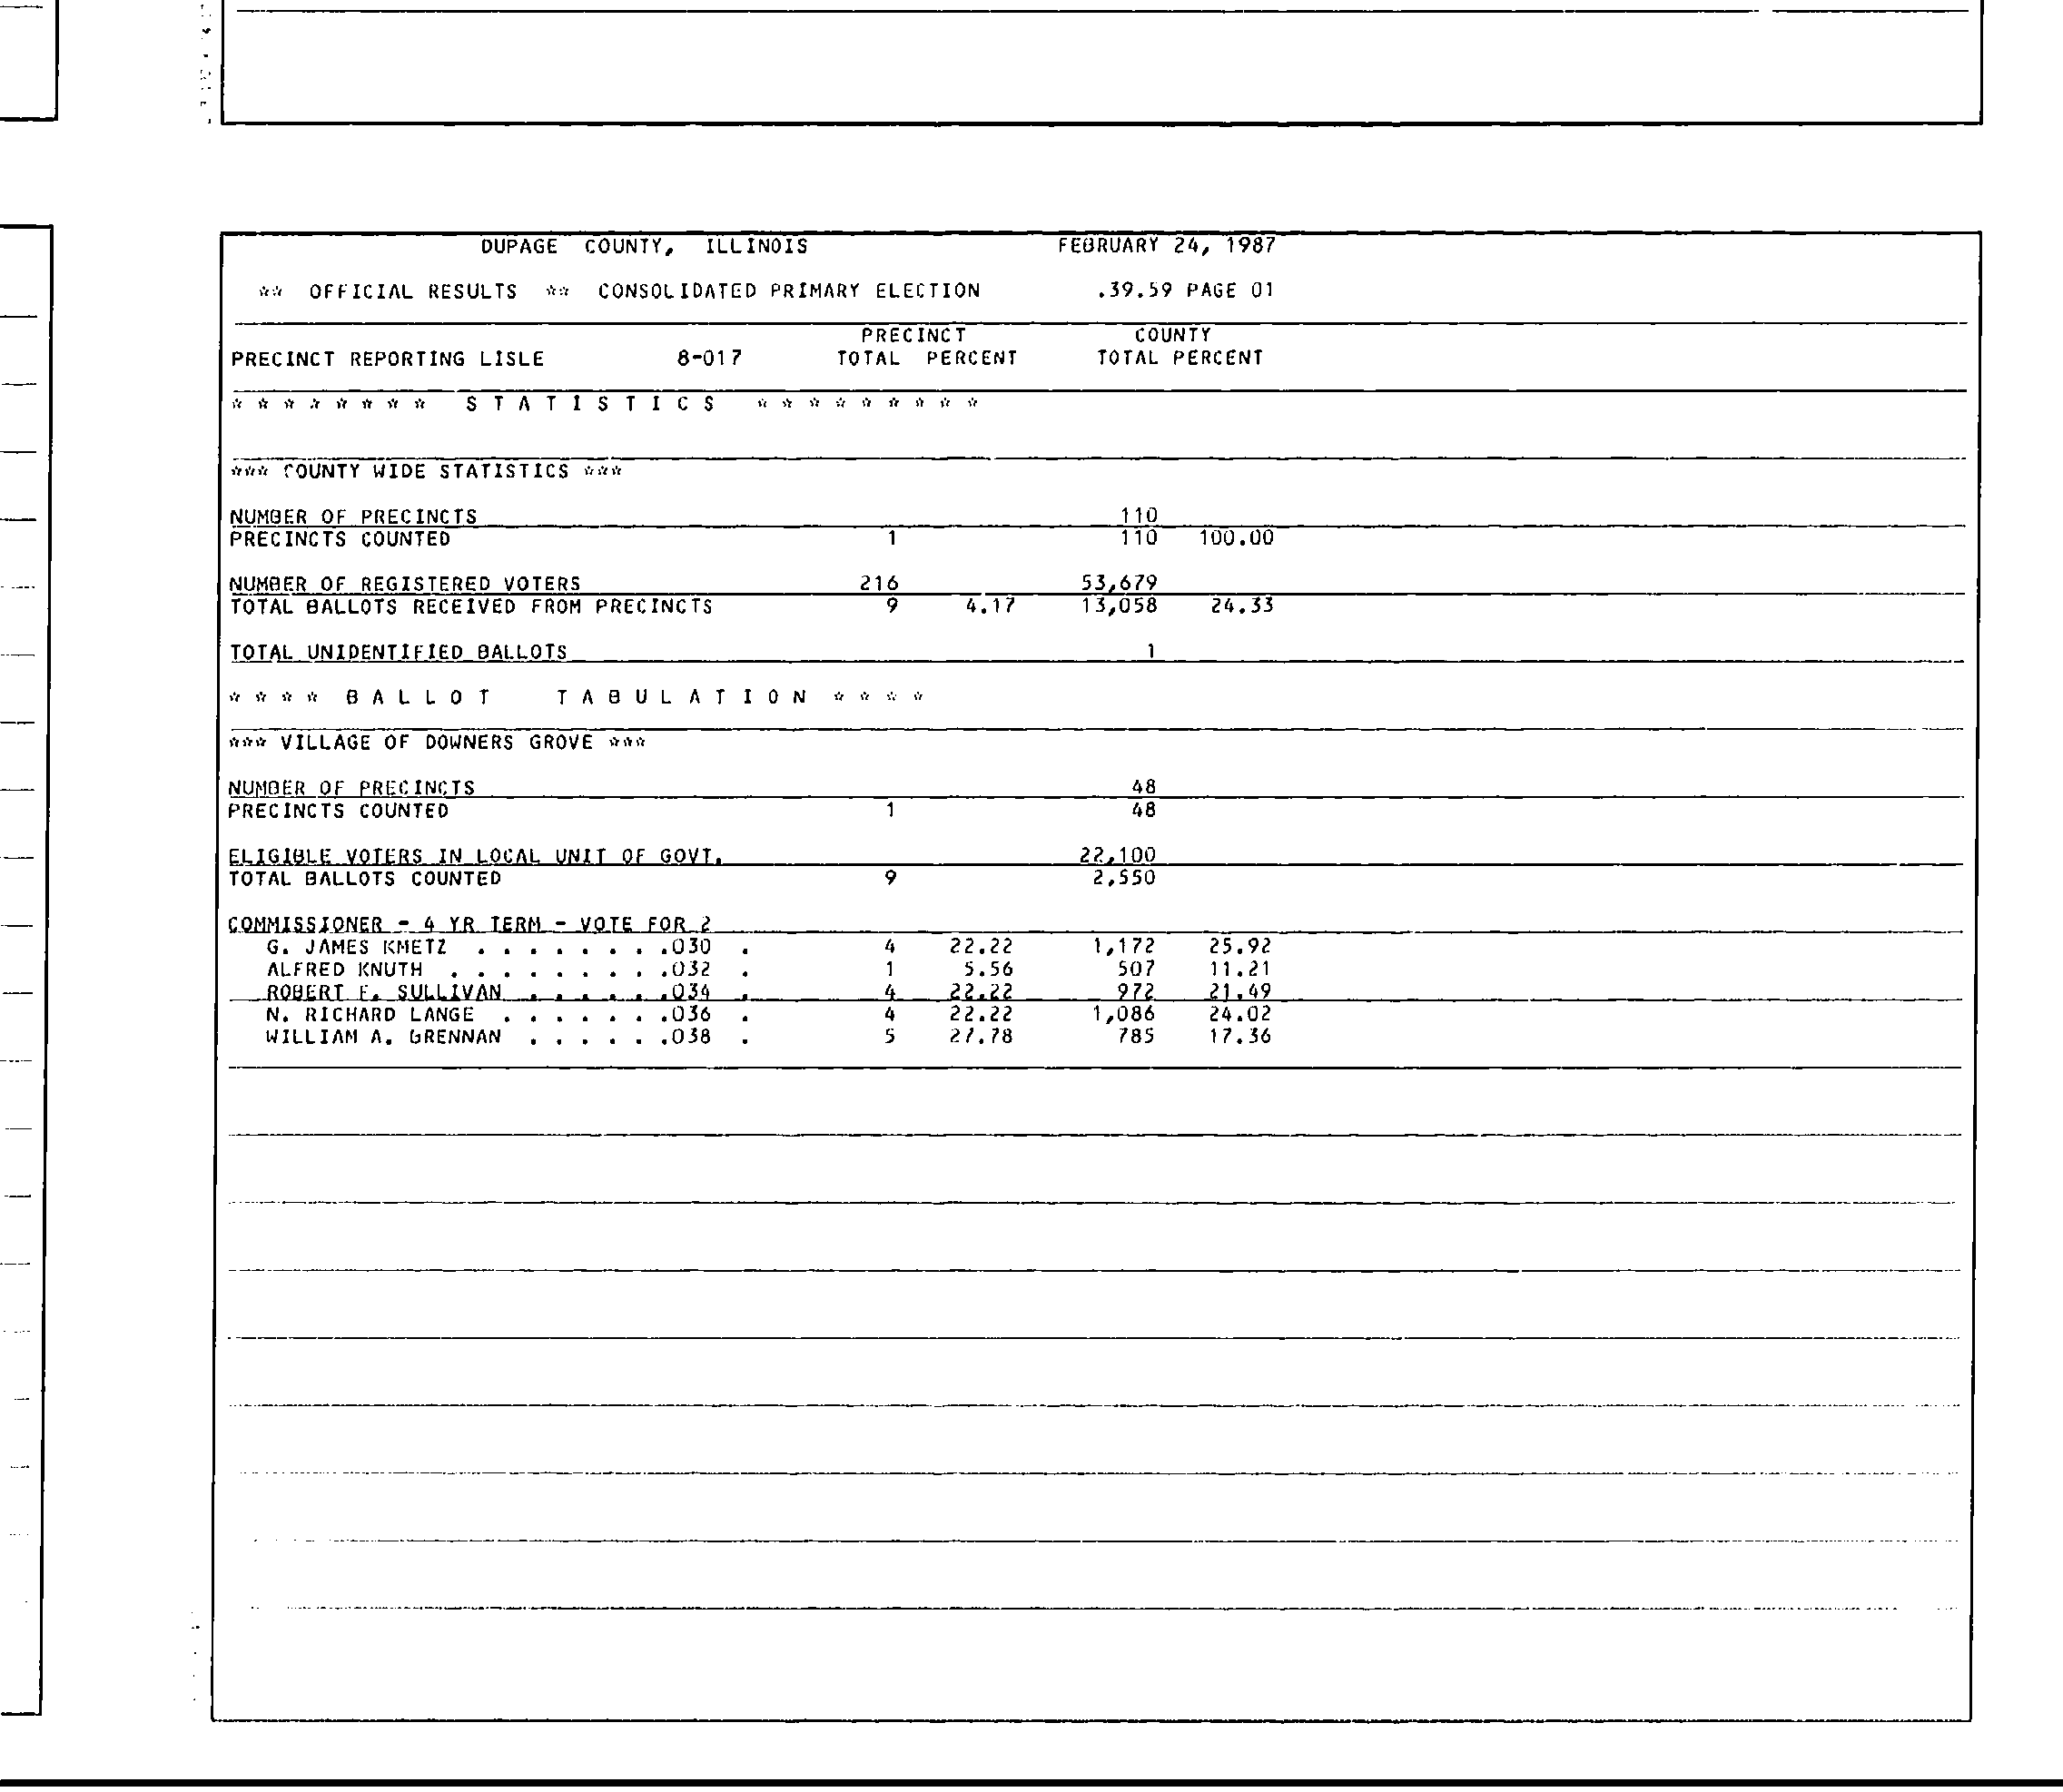 DUPAGE COUNTY, ILLINOIS FEBRUARY 24, 1987
** OFFICIAL RESULTS ** CONSOLIDATED PRIMARY ELECTION .39.59 PAGE 01
PRECINCT COUNTY
PRECINCT REPORTING LISLE 8-017 TOTAL PERCENT TOTAL PERCENT
* * * * * * * * S T A T I S T I C S * * * * * * * * *
*** COUNTY WIDE STATISTICS ***
NUMBER OF PRECINCTS 110
PRECINCTS COUNTED 1 110 100.00
NUMBER OF REGISTERED VOTERS 216 53,679
TOTAL BALLOTS RECEIVED FROM PRECINCTS 9 4.17 13,058 24.33
TOTAL UNIDENTIFIED BALLOTS 1
* * * * B A L L O T T A B U L A T I O N * * * *
*** VILLAGE OF DOWNERS GROVE ***
NUMBER OF PRECINCTS 48
PRECINCTS COUNTED 1 48
ELIGIBLE VOTERS IN LOCAL UNIT OF GOVT. 22,100
TOTAL BALLOTS COUNTED 9 2,550
COMMISSIONER - 4 YR TERM - VOTE FOR 2
G. JAMES KMETZ . . . . . . . .030 . 4 22.22 1,172 25.92
ALFRED KNUTH . . . . . . . . .032 . 1 5.56 507 11.21
ROBERT E. SULLIVAN . . . . . .034 . 4 22.22 972 21.49
N. RICHARD LANGE . . . . . . .036 . 4 22.22 1,086 24.02
WILLIAM A. GRENNAN . . . . . .038 . 5 27.78 785 17.36